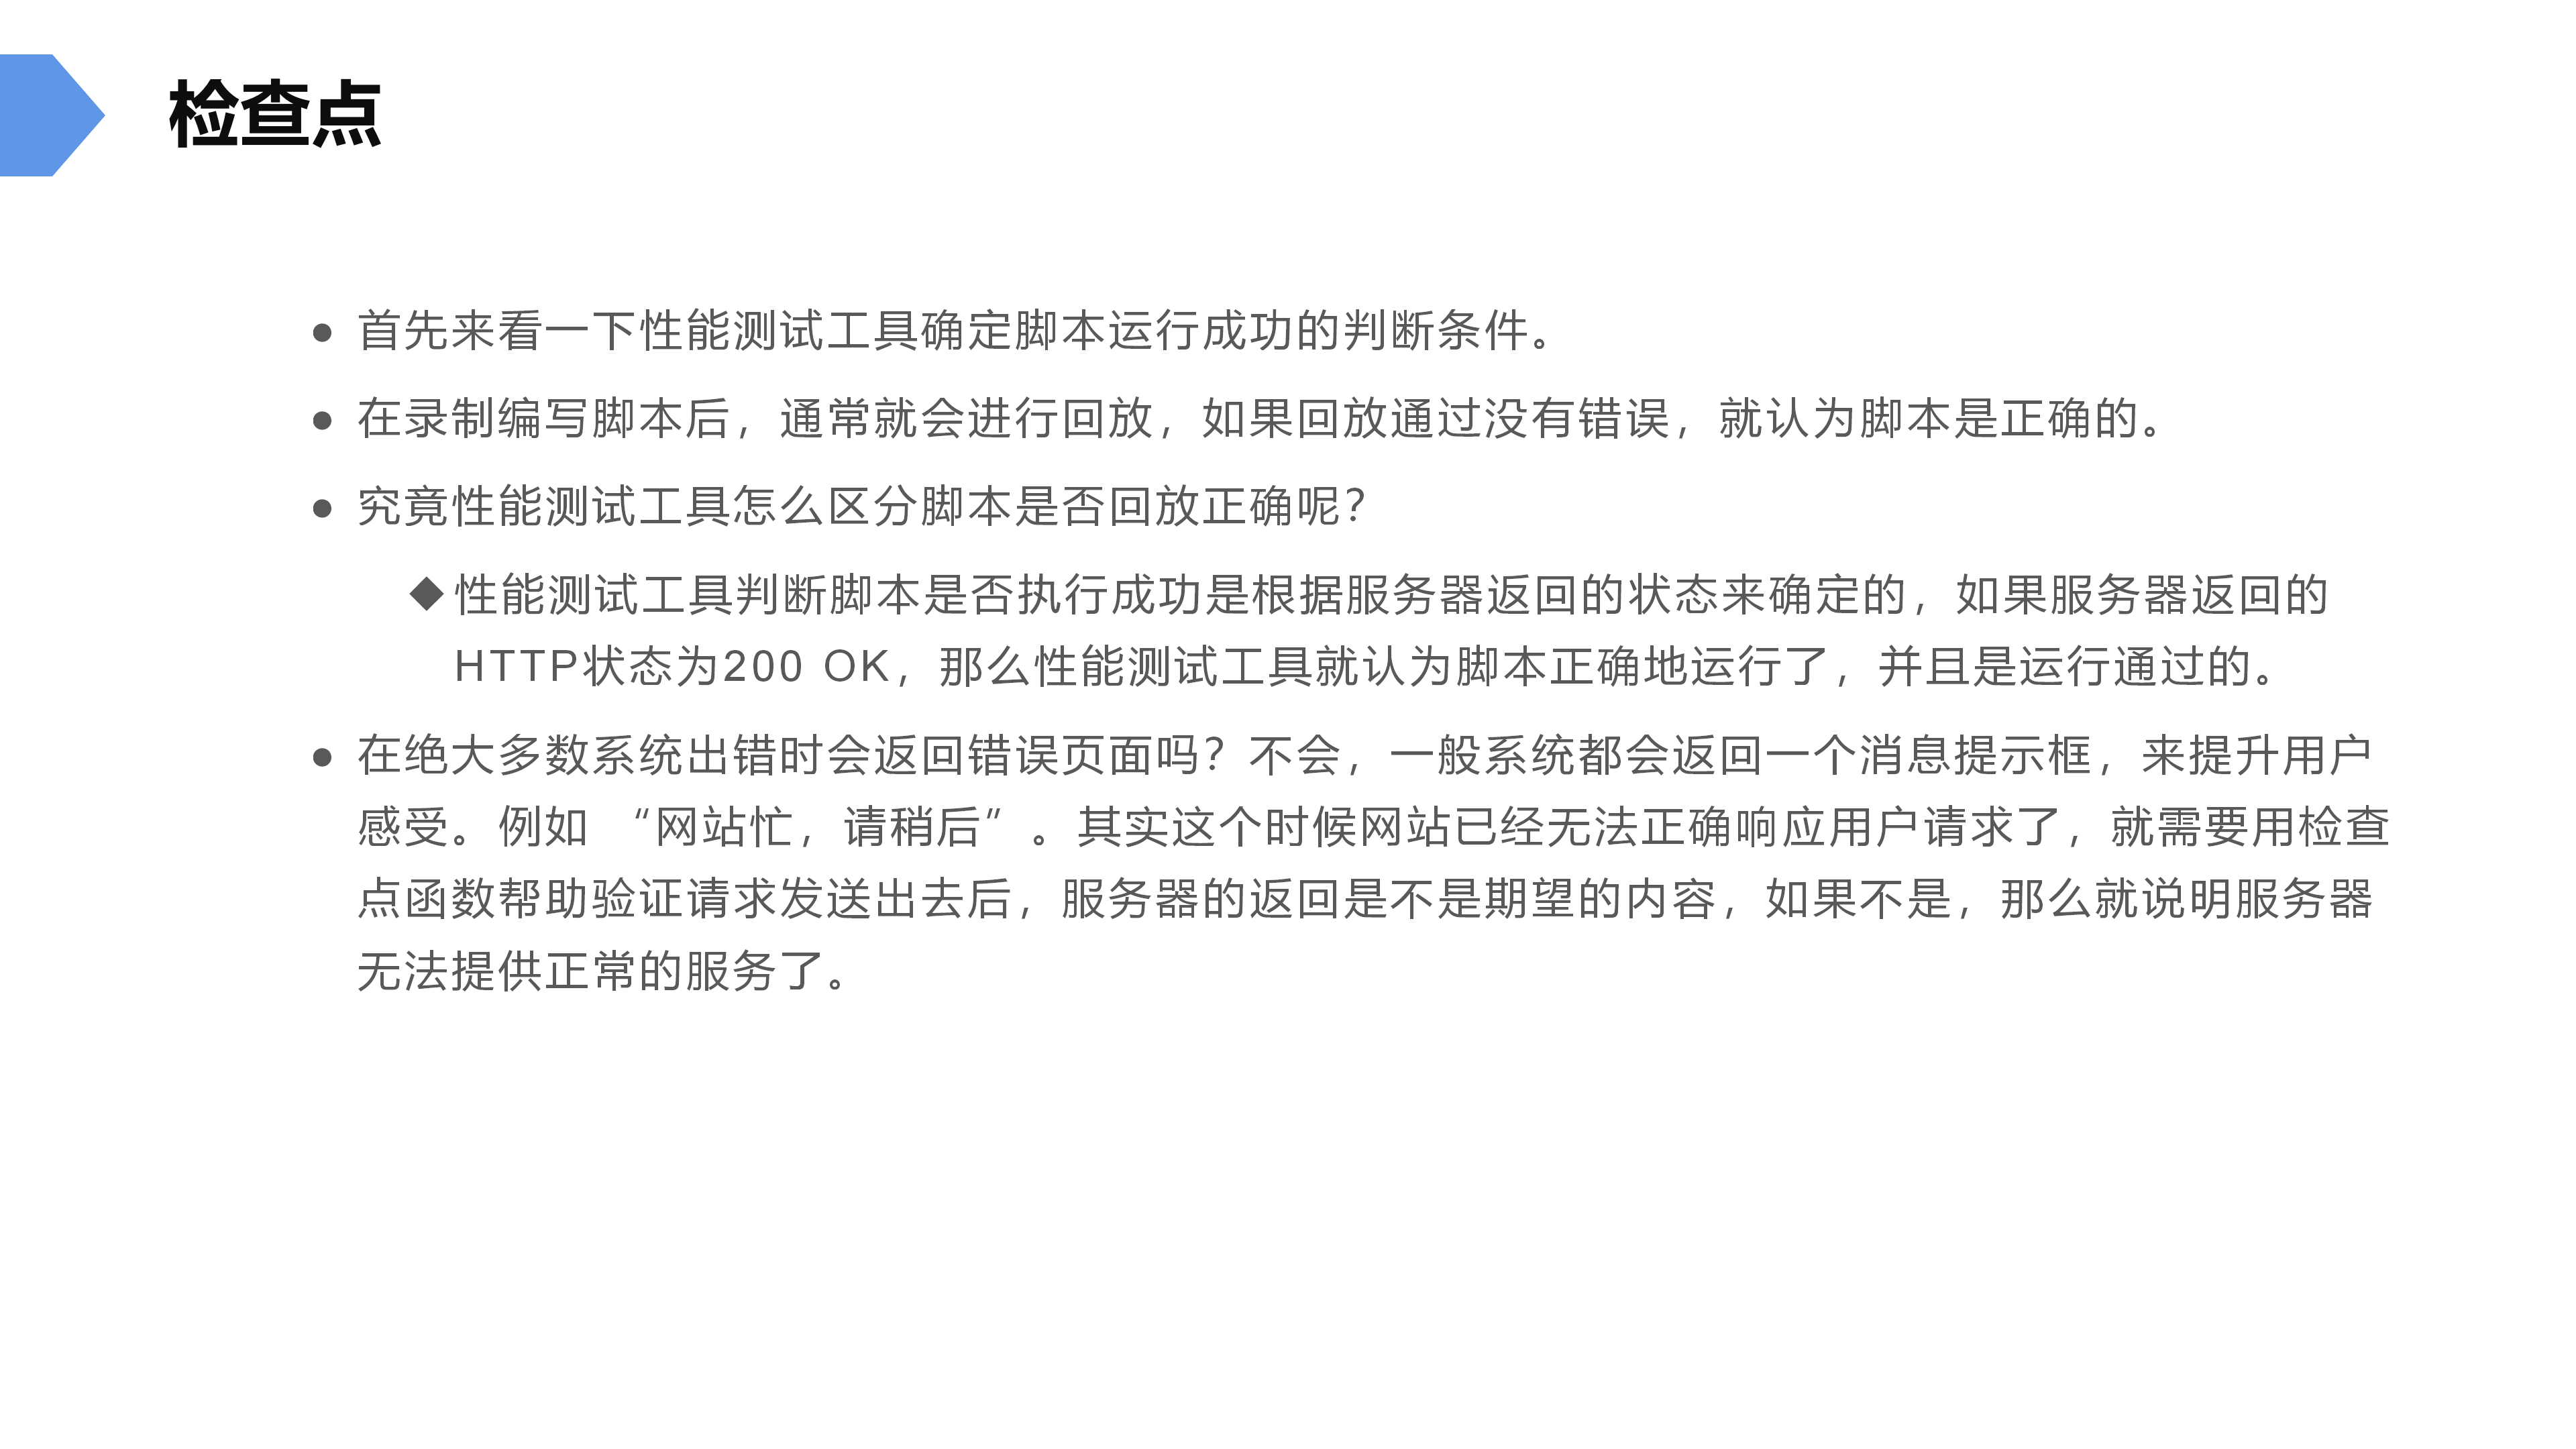 检查点
● 首先来看一下性能测试工具确定脚本运行成功的判断条件。
● 在录制编写脚本后，通常就会进行回放，如果回放通过没有错误，就认为脚本是正确的。
● 究竟性能测试工具怎么区分脚本是否回放正确呢？
◆ 性能测试工具判断脚本是否执行成功是根据服务器返回的状态来确定的，如果服务器返回的
HTTP状态为200 OK，那么性能测试工具就认为脚本正确地运行了，并且是运行通过的。
● 在绝大多数系统出错时会返回错误页面吗？不会，一般系统都会返回一个消息提示框，来提升用户
感受。例如 “网站忙，请稍后”。其实这个时候网站已经无法正确响应用户请求了，就需要用检查
点函数帮助验证请求发送出去后，服务器的返回是不是期望的内容，如果不是，那么就说明服务器
无法提供正常的服务了。